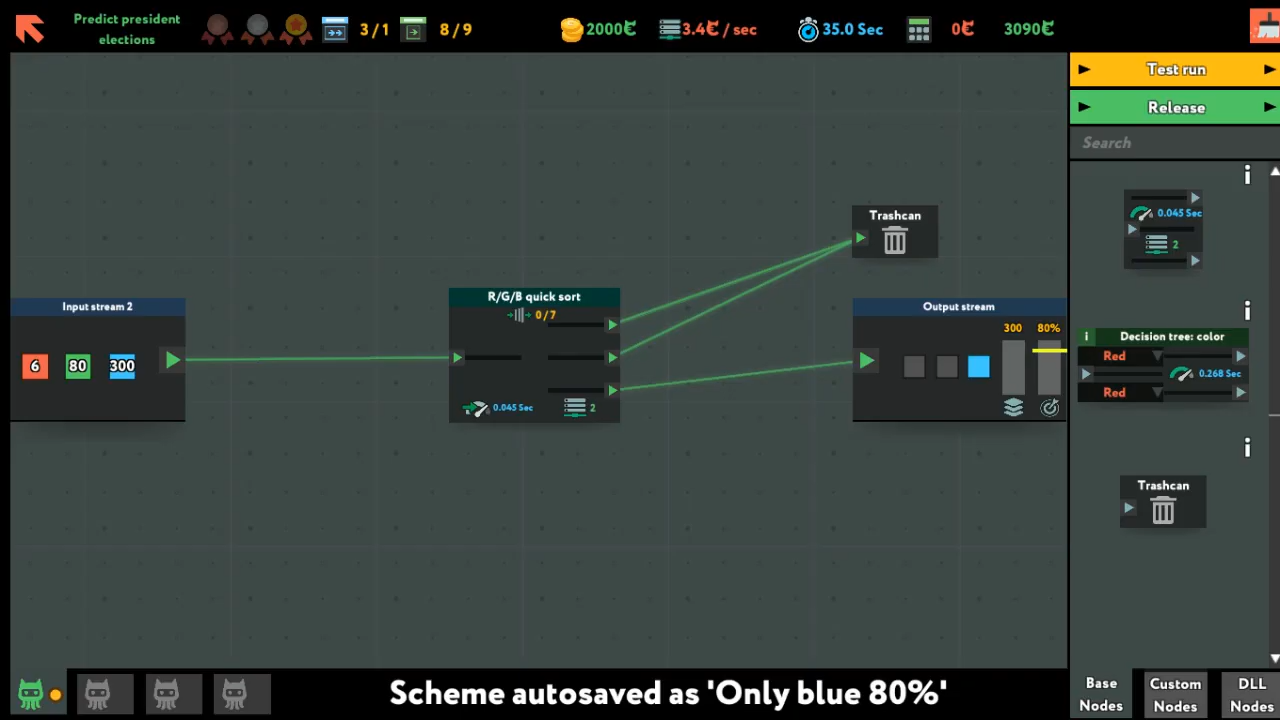 Predict president
elections
3 / 1
8 / 9
2000€
3.4€ / sec
35.0 Sec
0€
3090€
Test run
Release
Search
0.045 Sec
2
Trashcan
R/G/B quick sort
0 / 7
0.045 Sec
2
Input stream 2
6
80
300
Output stream
300
80%
i
Decision tree: color
Red
0.268 Sec
Red
Trashcan
Scheme autosaved as 'Only blue 80%'
Base
Nodes
Custom
Nodes
DLL
Nodes